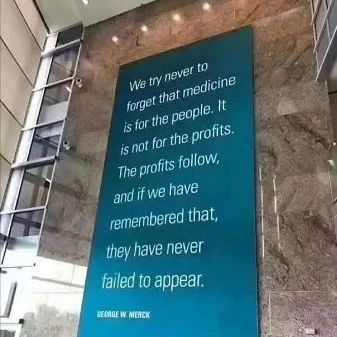 We try never to
forget that medicine
is for the people. It
is not for the profits.
The profits follow,
and if we have
remembered that,
they have never
failed to appear.
GEORGE W. MERCK